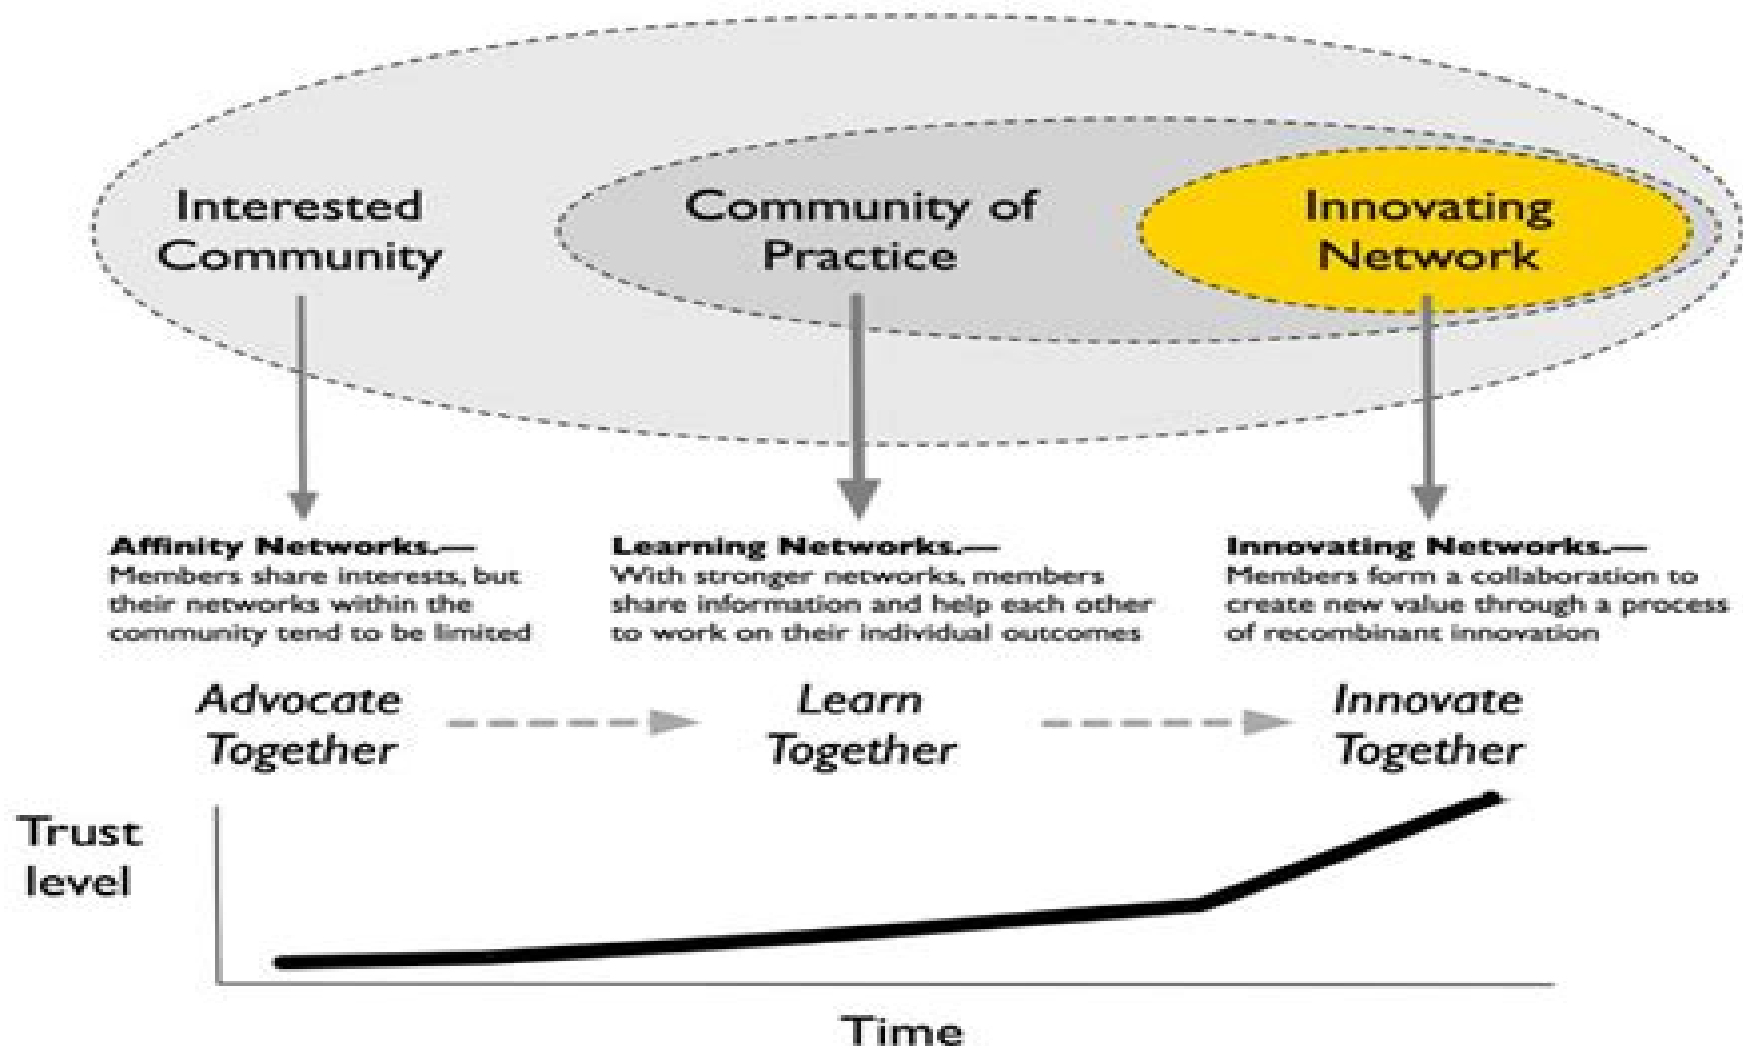 Interested
Community
Community of
Practice
Innovating
Network
Affinity Networks.—
Members share interests, but
their networks within the
community tend to be limited
Learning Networks.—
With stronger networks, members
share information and help each other
to work on their individual outcomes
Innovating Networks.—
Members form a collaboration to
create new value through a process
of recombinant innovation
Advocate
Together
Learn
Together
Innovate
Together
Trust
level
Time